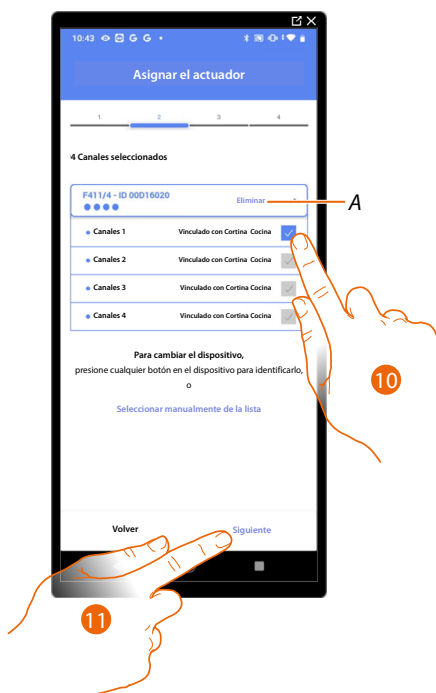 10:43 G G
Asignar el actuador
1 2 3 4
4 Canales seleccionados
F411/4 - ID 00D16020
Eliminar
A
Canales 1 Vinculado con Cortina Cocina
Canales 2 Vinculado con Cortina Cocina
Canales 3 Vinculado con Cortina Cocina
Canales 4 Vinculado con Cortina Cocina
Para cambiar el dispositivo,
presione cualquier botón en el dispositivo para identificarlo,
o
Seleccionar manualmente de la lista
10
Volver Siguiente
11